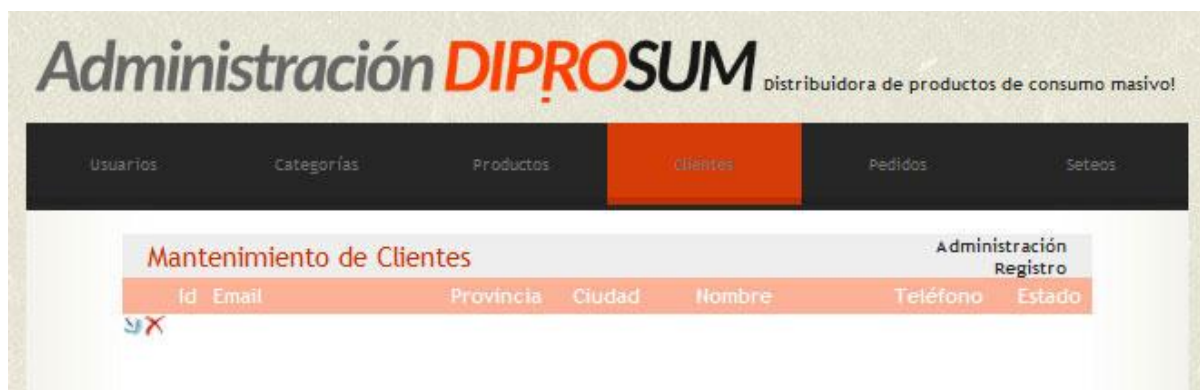 Administración DIPROSUM Distribuidora de productos de consumo masivo!
Usuarios Categorías Productos Clientes Pedidos Seteos
Mantenimiento de Clientes Administración
Registro
Id Email Provincia Ciudad Nombre Teléfono Estado